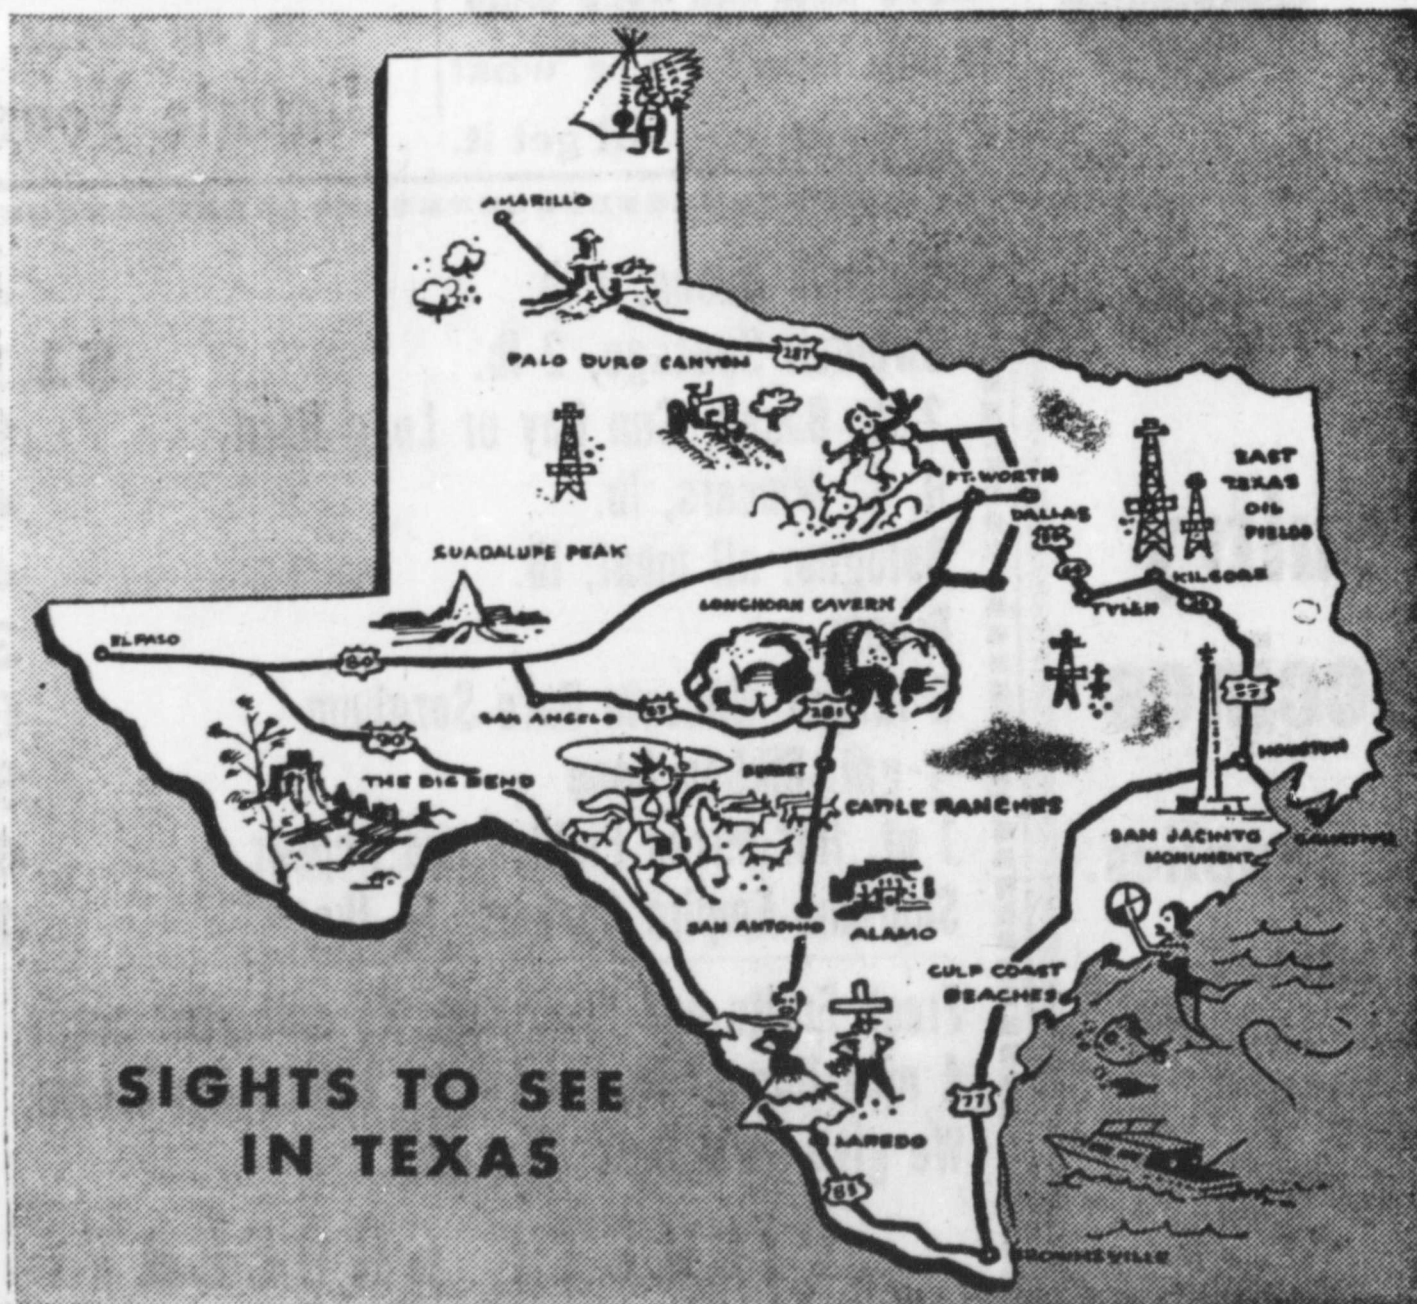 AMARILLO
PALO DURO CANYON
287
GUADALUPE PEAK
FT. WORTH
DALLAS
EAST
TEXAS
OIL
FIELDS
KILGORE
TYLER
LONGHORN CAVERN
EL PASO
80
SAN ANGELO
87
281
90
THE BIG BEND
BURNET
CATTLE RANCHES
HOUSTON
SAN JACINTO
MONUMENT
GALVESTON
SAN ANTONIO
ALAMO
GULF COAST
BEACHES
77
LAREDO
83
BROWNSVILLE
SIGHTS TO SEE
IN TEXAS